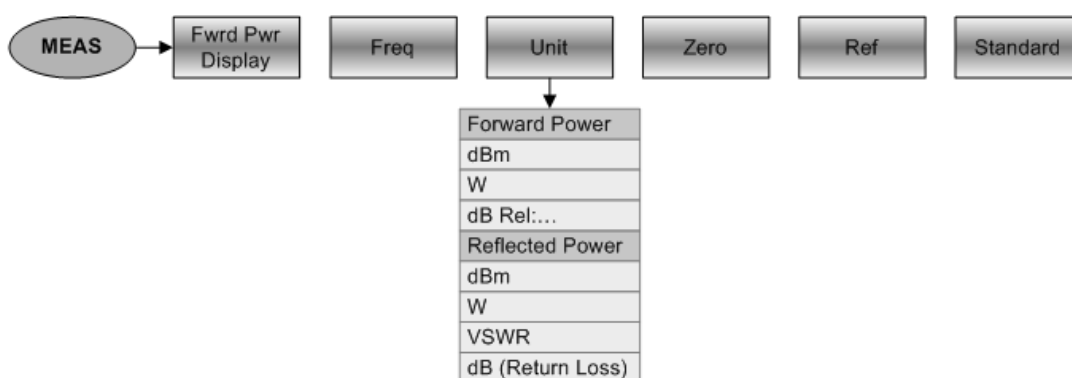 MEAS
Fwrd Pwr
Display
Freq
Unit
Zero
Ref
Standard
Forward Power
dBm
W
dB Rel:…
Reflected Power
dBm
W
VSWR
dB (Return Loss)